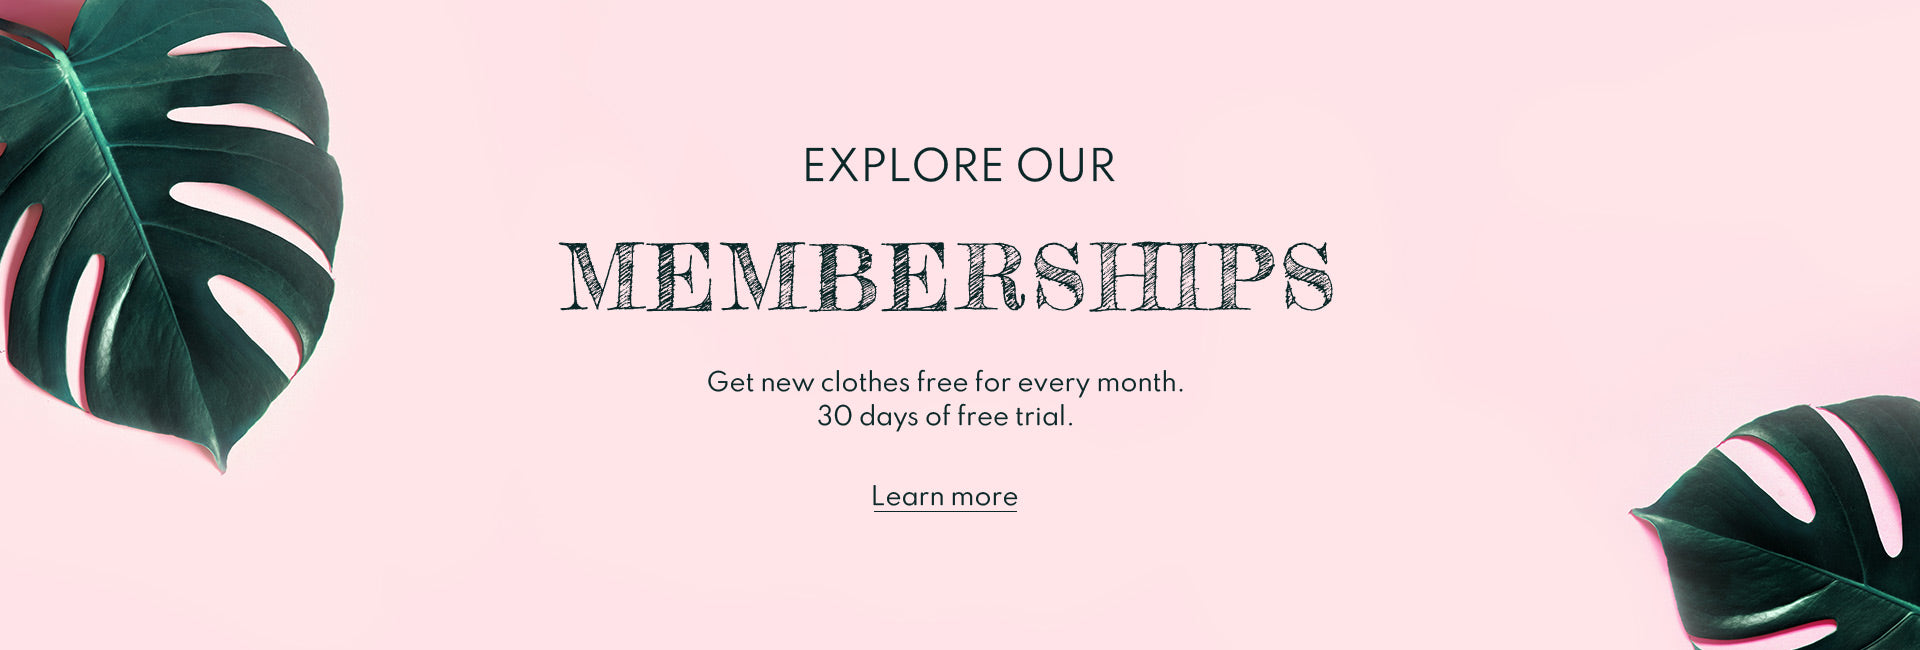 EXPLORE OUR
MEMBERSHIPS
Get new clothes free for every month.
30 days of free trial.
Learn more